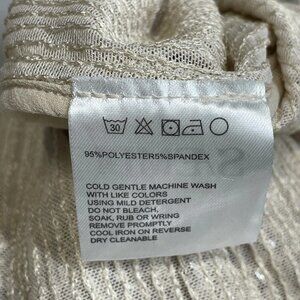 30
95%POLYESTER5%SPANDEX
COLD GENTLE MACHINE WASH
WITH LIKE COLORS
USING MILD DETERGENT
DO NOT BLEACH,
SOAK, RUB OR WRING
REMOVE PROMPTLY
COOL IRON ON REVERSE
DRY CLEANABLE